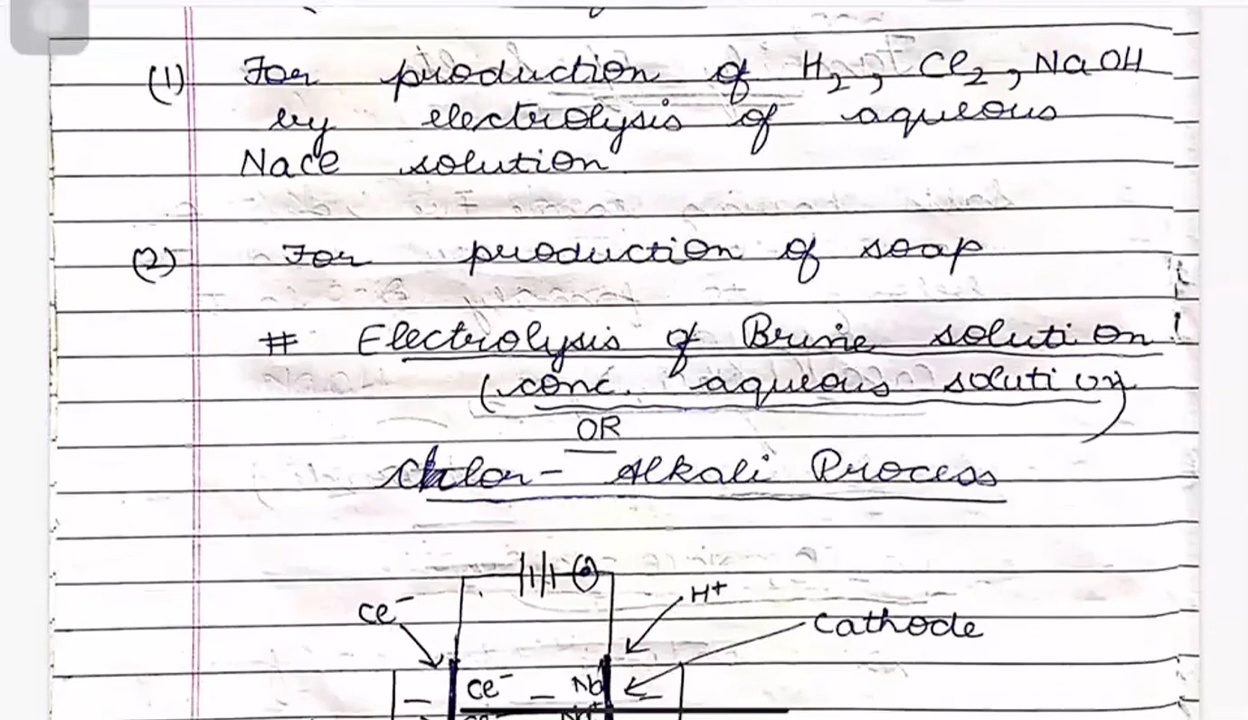 (1) For production of H₂, Cl₂, NaOH
by electrolysis of aqueous
NaCl solution
(2) For production of soap
# Electrolysis of Brine solution
(conc. aqueous solution)
OR
Chlor-Alkali Process
Cl⁻
H⁺
Cathode
Cl⁻